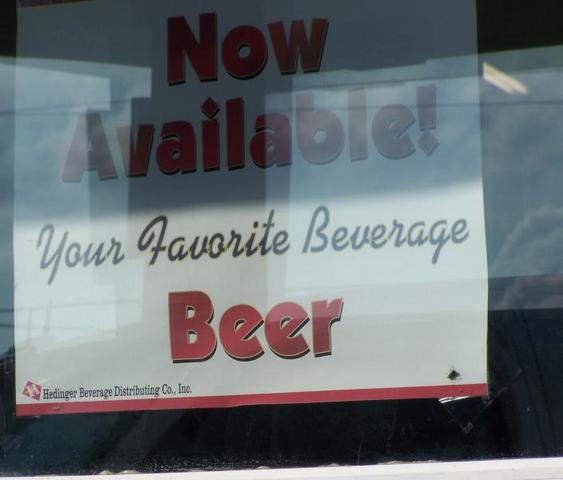 Now
Available!
Your Favorite Beverage
Beer
Hedinger Beverage Distributing Co., Inc.